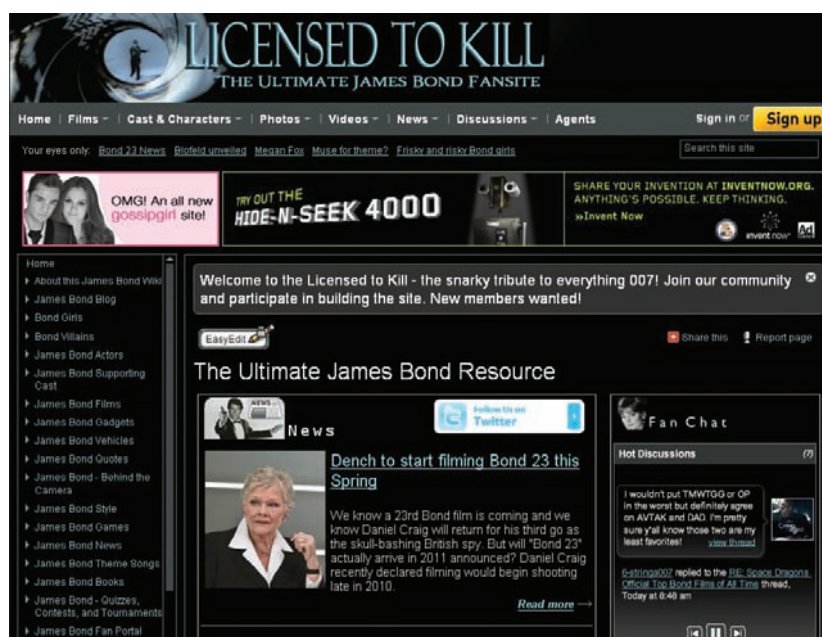 LICENSED TO KILL
THE ULTIMATE JAMES BOND FANSITE
Home | Films | Cast & Characters | Photos | Videos | News | Discussions | Agents
Sign in or Sign up
Your eyes only: Bond 23 News Blofeld unveiled Megan Fox Muse for theme? Frisky and risky Bond girls
Search this site
OMG! An all new
gossipgirl site!
TRY OUT THE
HIDE-N-SEEK 4000
SHARE YOUR INVENTION AT INVENTNOW.ORG.
ANYTHING'S POSSIBLE. KEEP THINKING.
»Invent Now
invent now
Ad
Home
About this James Bond Wiki
James Bond Blog
Bond Girls
Bond Villains
James Bond Actors
James Bond Supporting
Cast
James Bond Films
James Bond Gadgets
James Bond Vehicles
James Bond Quotes
James Bond - Behind the
Camera
James Bond Style
James Bond Games
James Bond News
James Bond Theme Songs
James Bond Books
James Bond - Quizzes,
Contests, and Tournaments
James Bond Fan Portal
Welcome to the Licensed to Kill - the snarky tribute to everything 007! Join our community
and participate in building the site. New members wanted!
EasyEdit
Share this
Report page
The Ultimate James Bond Resource
NEWS
News
Follow Us on
Twitter
Dench to start filming Bond 23 this
Spring
We know a 23rd Bond film is coming and we
know Daniel Craig will return for his third go as
the skull-bashing British spy. But will "Bond 23"
actually arrive in 2011 announced? Daniel Craig
recently declared filming would begin shooting
late in 2010.
Read more →
Fan Chat
Hot Discussions (7)
I wouldn't put TMWTGG or OP
in the worst but definitely agree
on AVTAK and DAD. I'm pretty
sure y'all know those two are my
least favorites! view thread
6-stringa007 replied to the RE: Space Dragons
Official Top Bond Films of All Time thread,
Today at 8:48 am